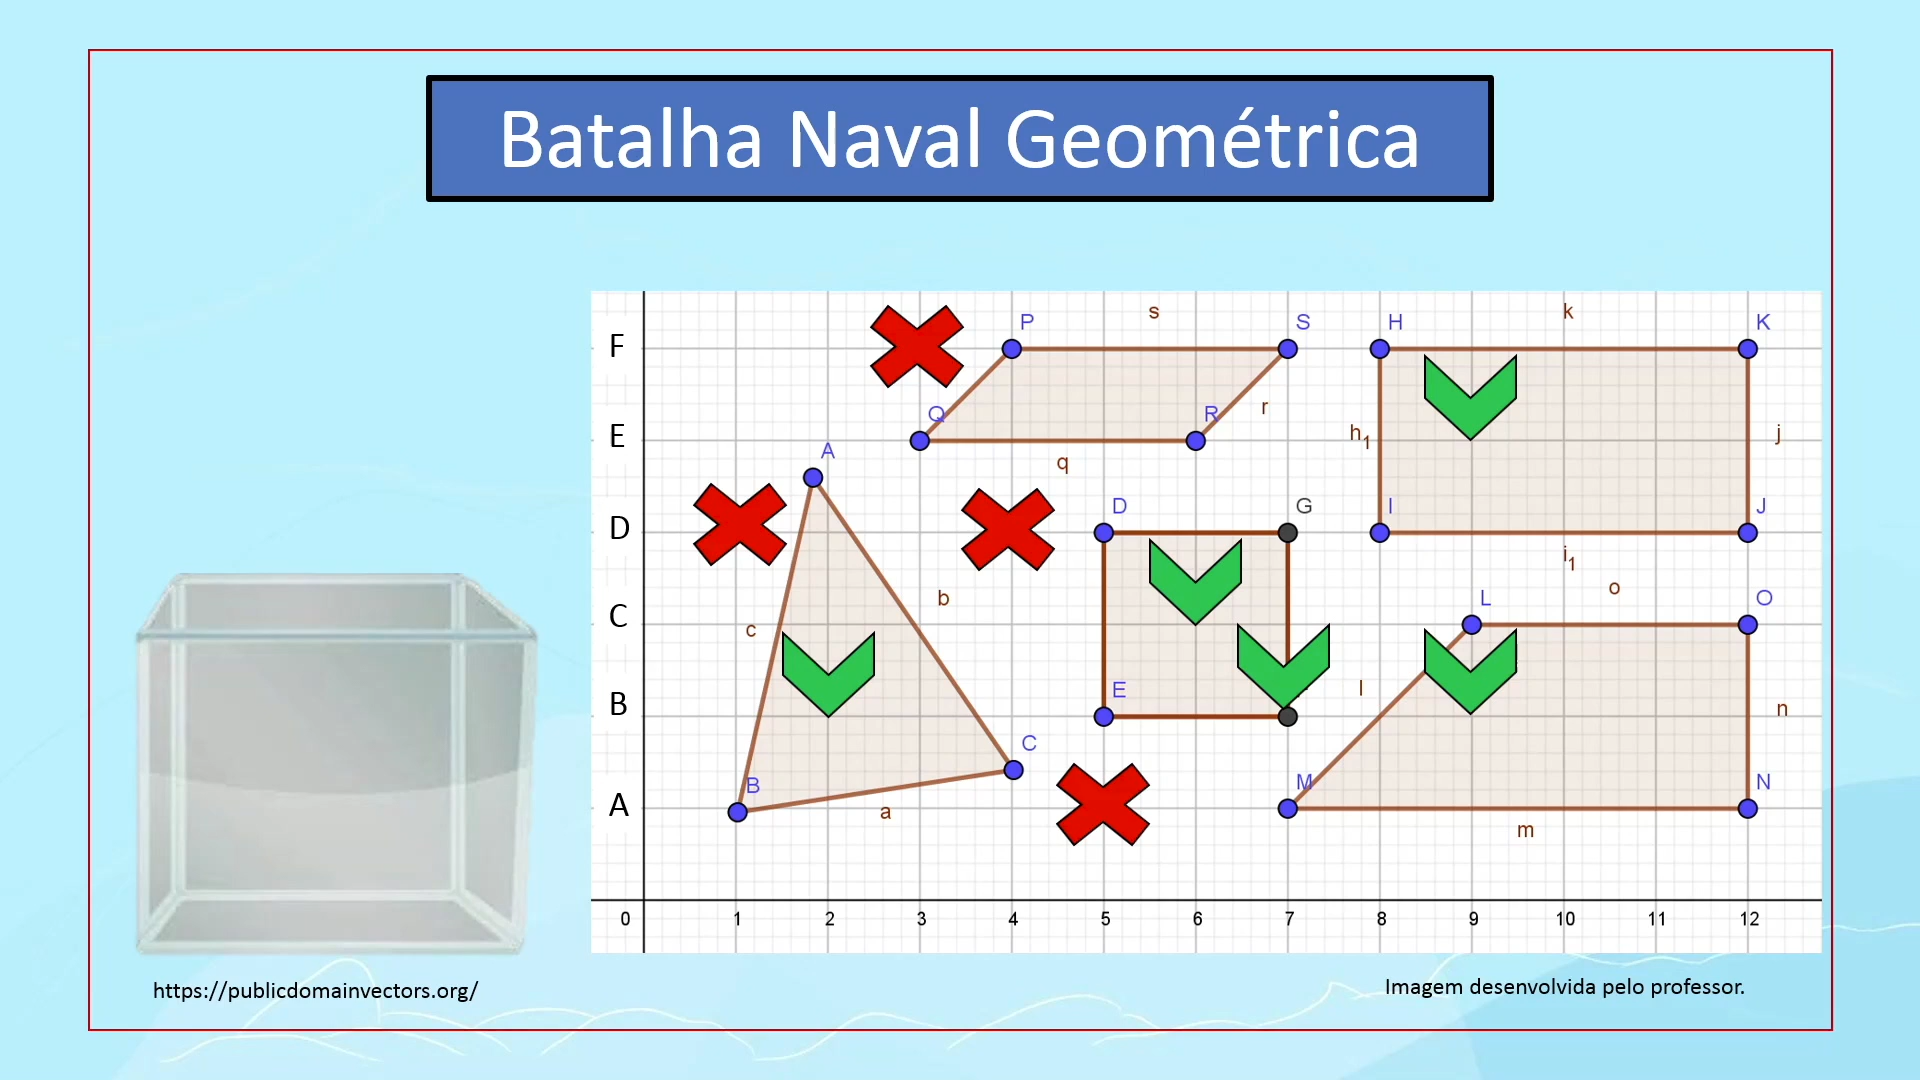 Batalha Naval Geométrica
P s S H k K
F
Q R r
E
h1 j
A q
D G I J
D
i1
b o
L O
C
c
E l n
B
C
B M N
A
a m
0 1 2 3 4 5 6 7 8 9 10 11 12
https://publicdomainvectors.org/
Imagem desenvolvida pelo professor.